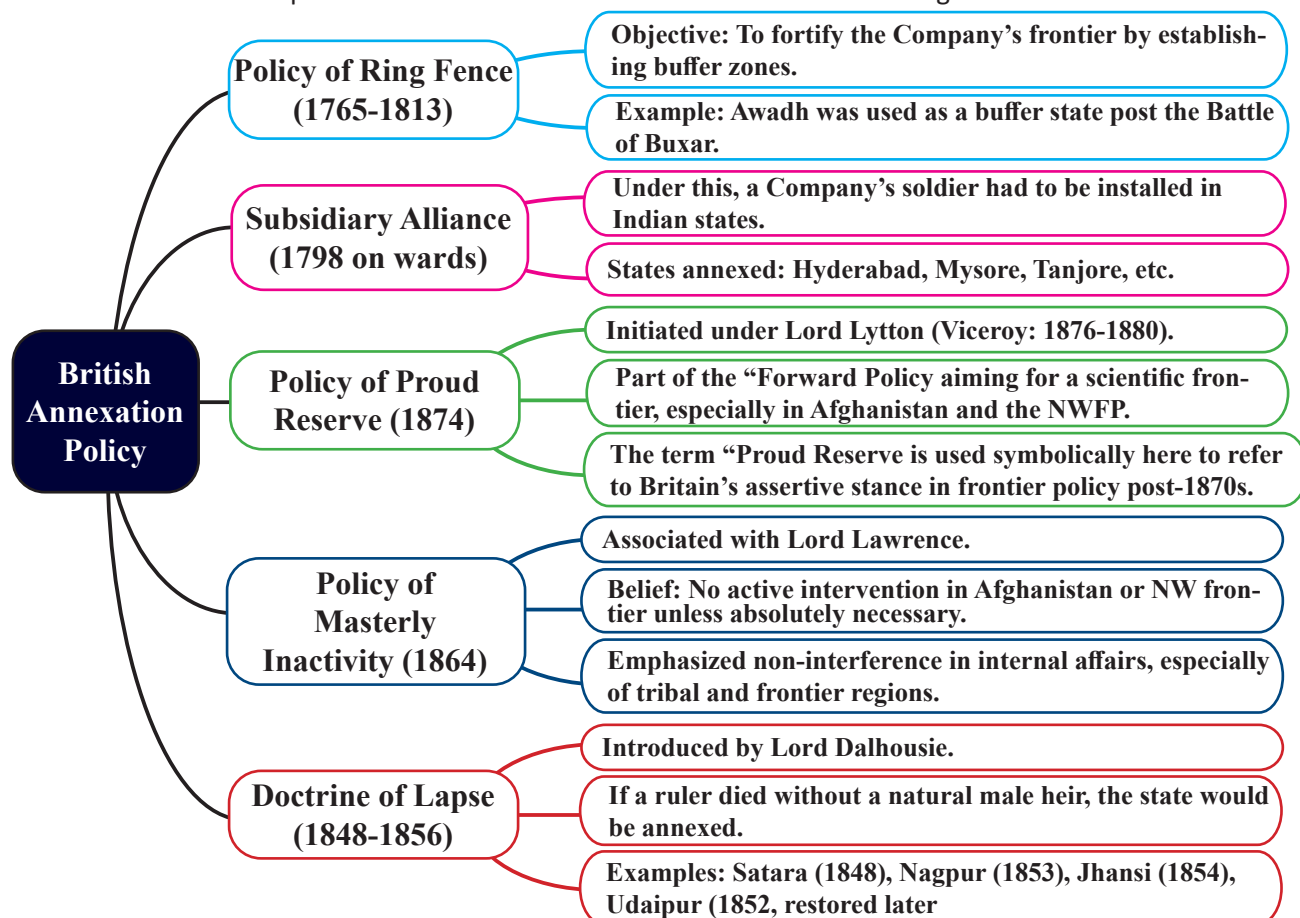 British
Annexation
Policy
Policy of Ring Fence
(1765-1813)
Objective: To fortify the Company's frontier by establish-
ing buffer zones.
Example: Awadh was used as a buffer state post the Battle
of Buxar.
Subsidiary Alliance
(1798 on wards)
Under this, a Company's soldier had to be installed in
Indian states.
States annexed: Hyderabad, Mysore, Tanjore, etc.
Policy of Proud
Reserve (1874)
Initiated under Lord Lytton (Viceroy: 1876-1880).
Part of the “Forward Policy aiming for a scientific fron-
tier, especially in Afghanistan and the NWFP.
The term “Proud Reserve is used symbolically here to refer
to Britain's assertive stance in frontier policy post-1870s.
Policy of
Masterly
Inactivity (1864)
Associated with Lord Lawrence.
Belief: No active intervention in Afghanistan or NW fron-
tier unless absolutely necessary.
Emphasized non-interference in internal affairs, especially
of tribal and frontier regions.
Doctrine of Lapse
(1848-1856)
Introduced by Lord Dalhousie.
If a ruler died without a natural male heir, the state would
be annexed.
Examples: Satara (1848), Nagpur (1853), Jhansi (1854),
Udaipur (1852, restored later